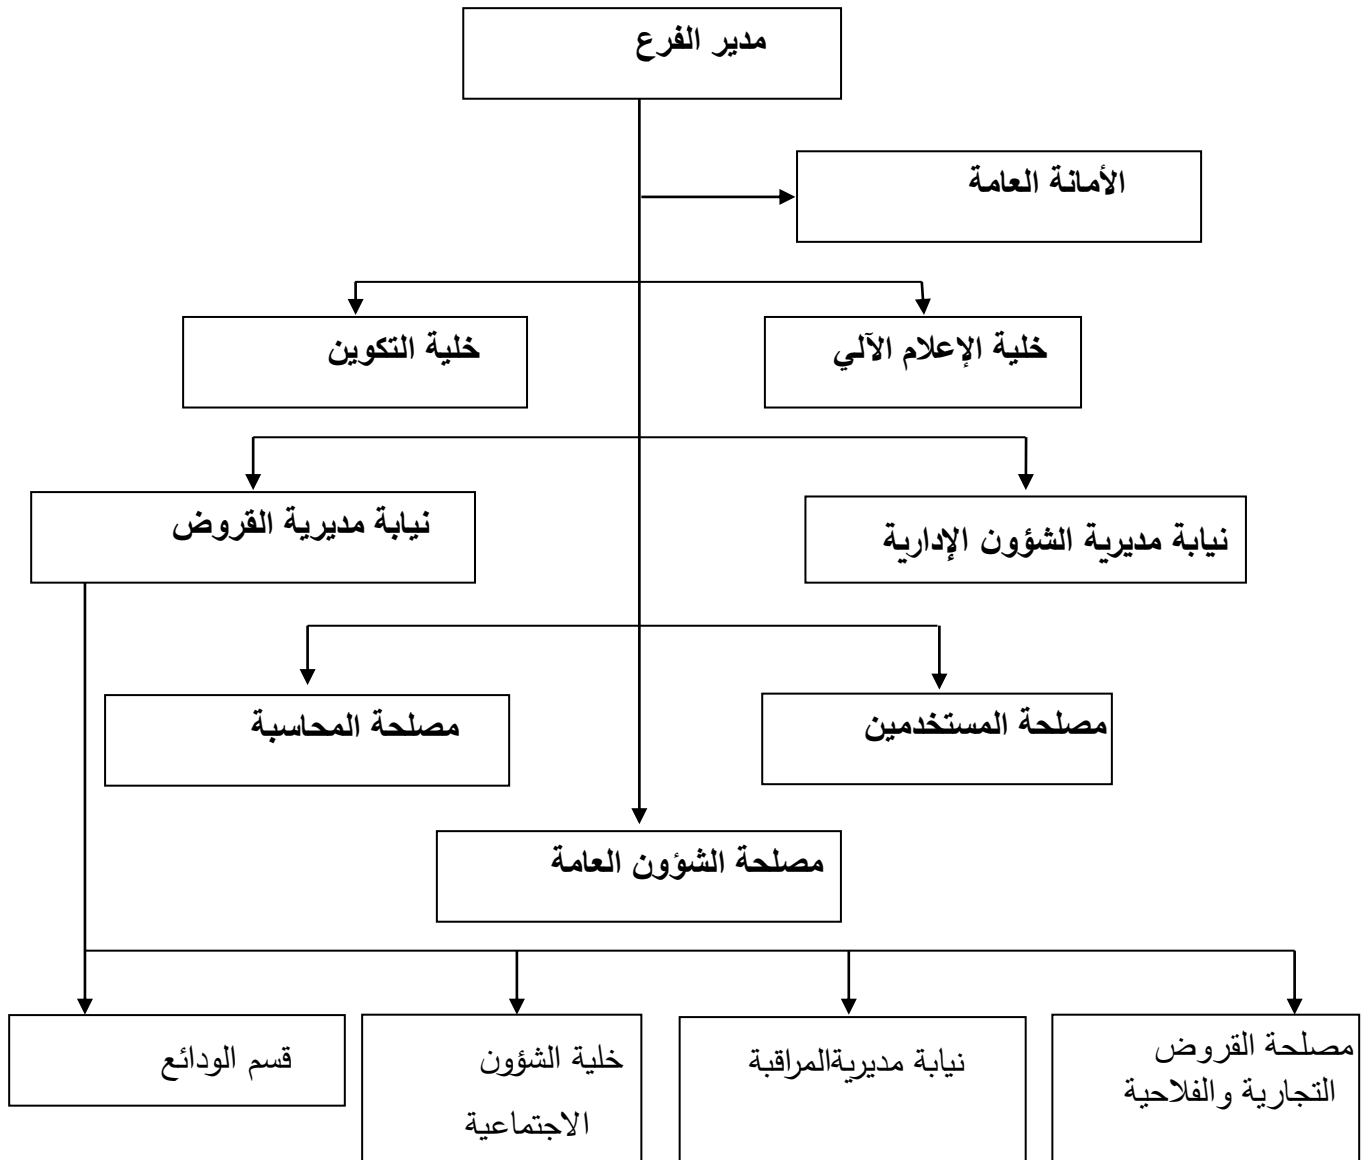 مدير الفرع
الأمانة العامة
خلية الإعلام الآلي
خلية التكوين
نيابة مديرية الشؤون الإدارية
نيابة مديرية القروض
مصلحة المستخدمين
مصلحة المحاسبة
مصلحة الشؤون العامة
مصلحة القروض
التجارية والفلاحية
نيابة مديريةالمراقبة
خلية الشؤون
الاجتماعية
قسم الودائع